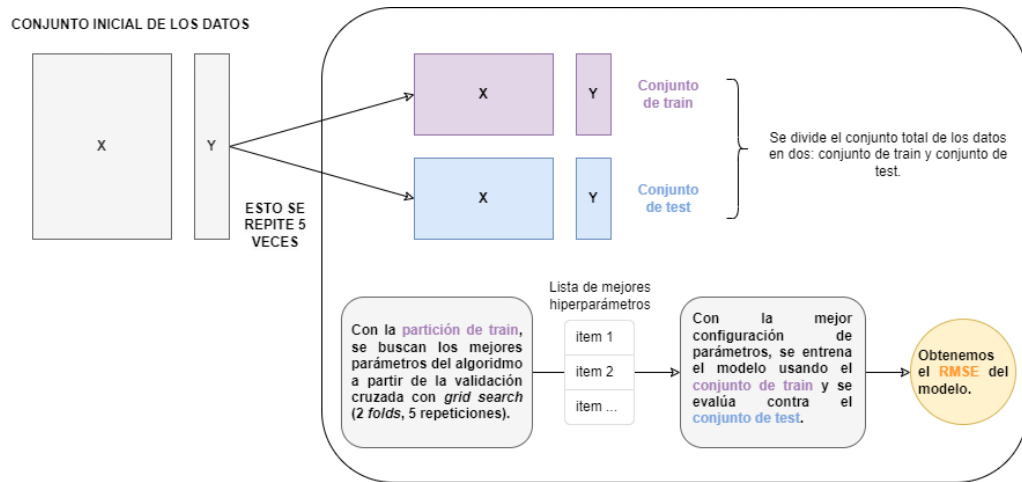 CONJUNTO INICIAL DE LOS DATOS
X
Y
ESTO SE
REPITE 5
VECES
X
Y
Conjunto
de train
X
Y
Conjunto
de test
Se divide el conjunto total de los datos
en dos: conjunto de train y conjunto de
test.
Con la partición de train,
se buscan los mejores
parámetros del algoridmo
a partir de la validación
cruzada con grid search
(2 folds, 5 repeticiones).
Lista de mejores
hiperparámetros
item 1
item 2
item ...
Con la mejor
configuración de
parámetros, se entrena
el modelo usando el
conjunto de train y se
evalúa contra el
conjunto de test.
Obtenemos
el RMSE del
modelo.